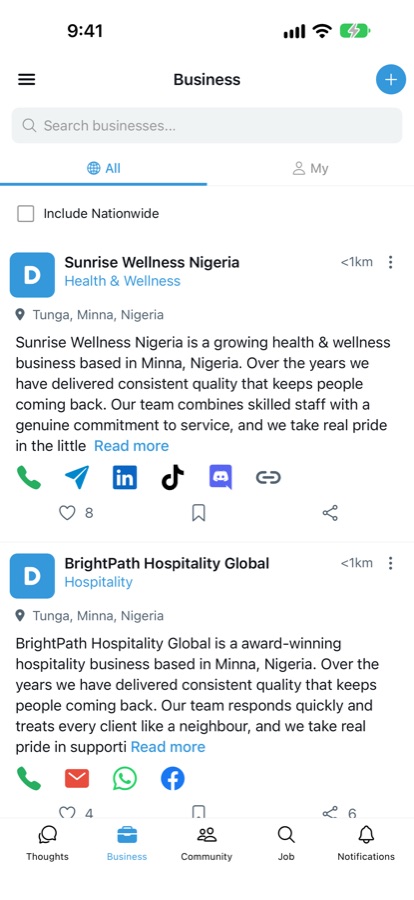 9:41
Business
Search businesses...
All
My
Include Nationwide
D
Sunrise Wellness Nigeria
<1km
Health & Wellness
Tunga, Minna, Nigeria
Sunrise Wellness Nigeria is a growing health & wellness
business based in Minna, Nigeria. Over the years we
have delivered consistent quality that keeps people
coming back. Our team combines skilled staff with a
genuine commitment to service, and we take real pride
in the little Read more
8
D
BrightPath Hospitality Global
<1km
Hospitality
Tunga, Minna, Nigeria
BrightPath Hospitality Global is a award-winning
hospitality business based in Minna, Nigeria. Over the
years we have delivered consistent quality that keeps
people coming back. Our team responds quickly and
treats every client like a neighbour, and we take real
pride in supporti Read more
4
6
Thoughts
Business
Community
Job
Notifications